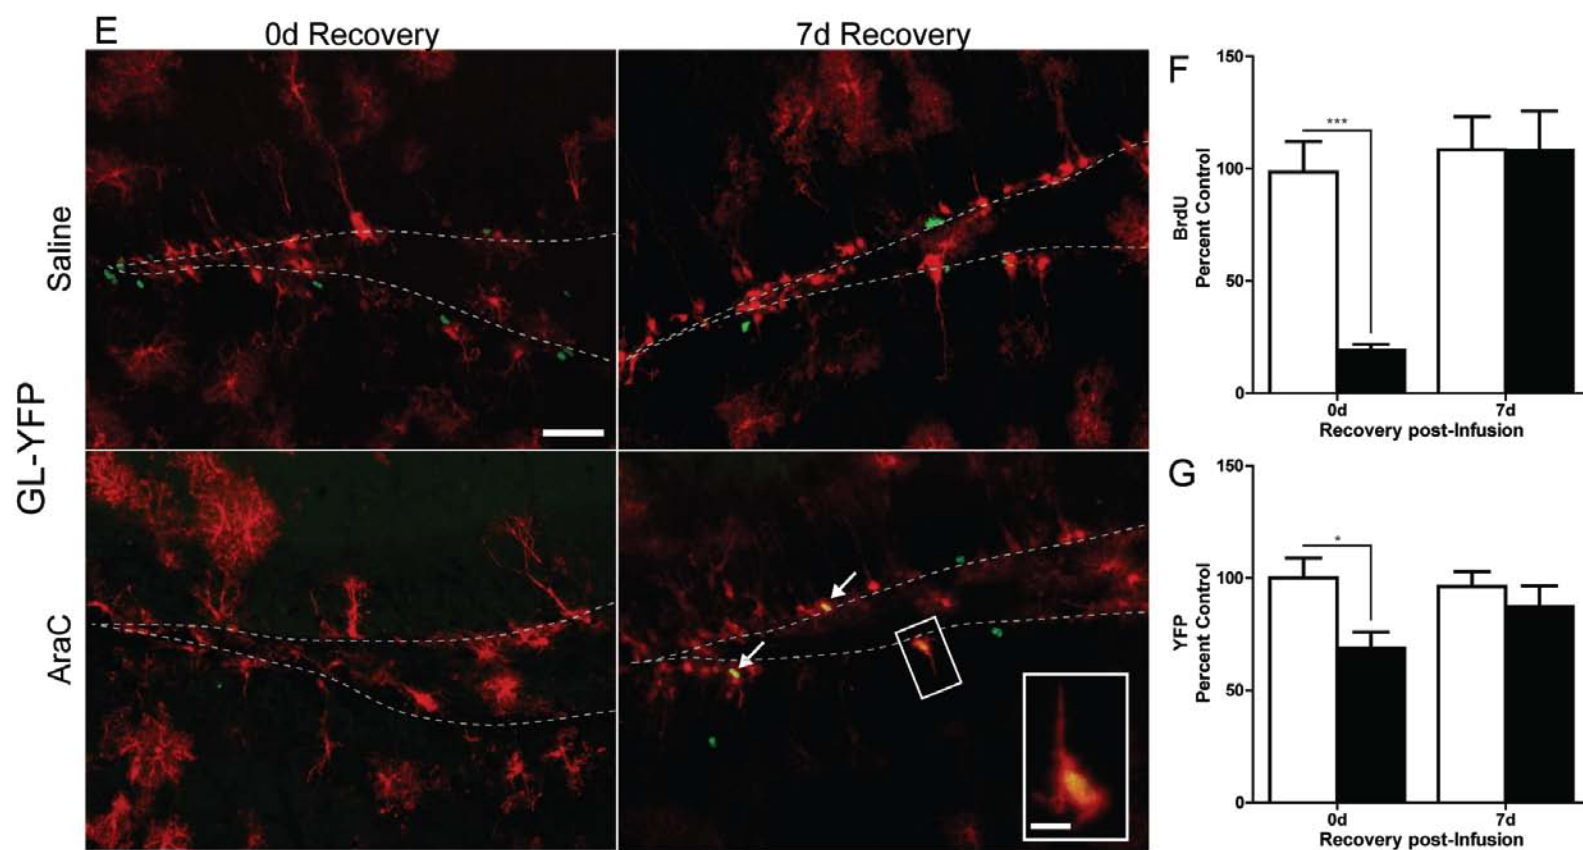 E
0d Recovery
7d Recovery
GL-YFP
Saline
AraC
F
BrdU
Percent Control
150
100
50
0
***
0d
7d
Recovery post-Infusion
G
YFP
Percent Control
150
100
50
0
*
0d
7d
Recovery post-Infusion